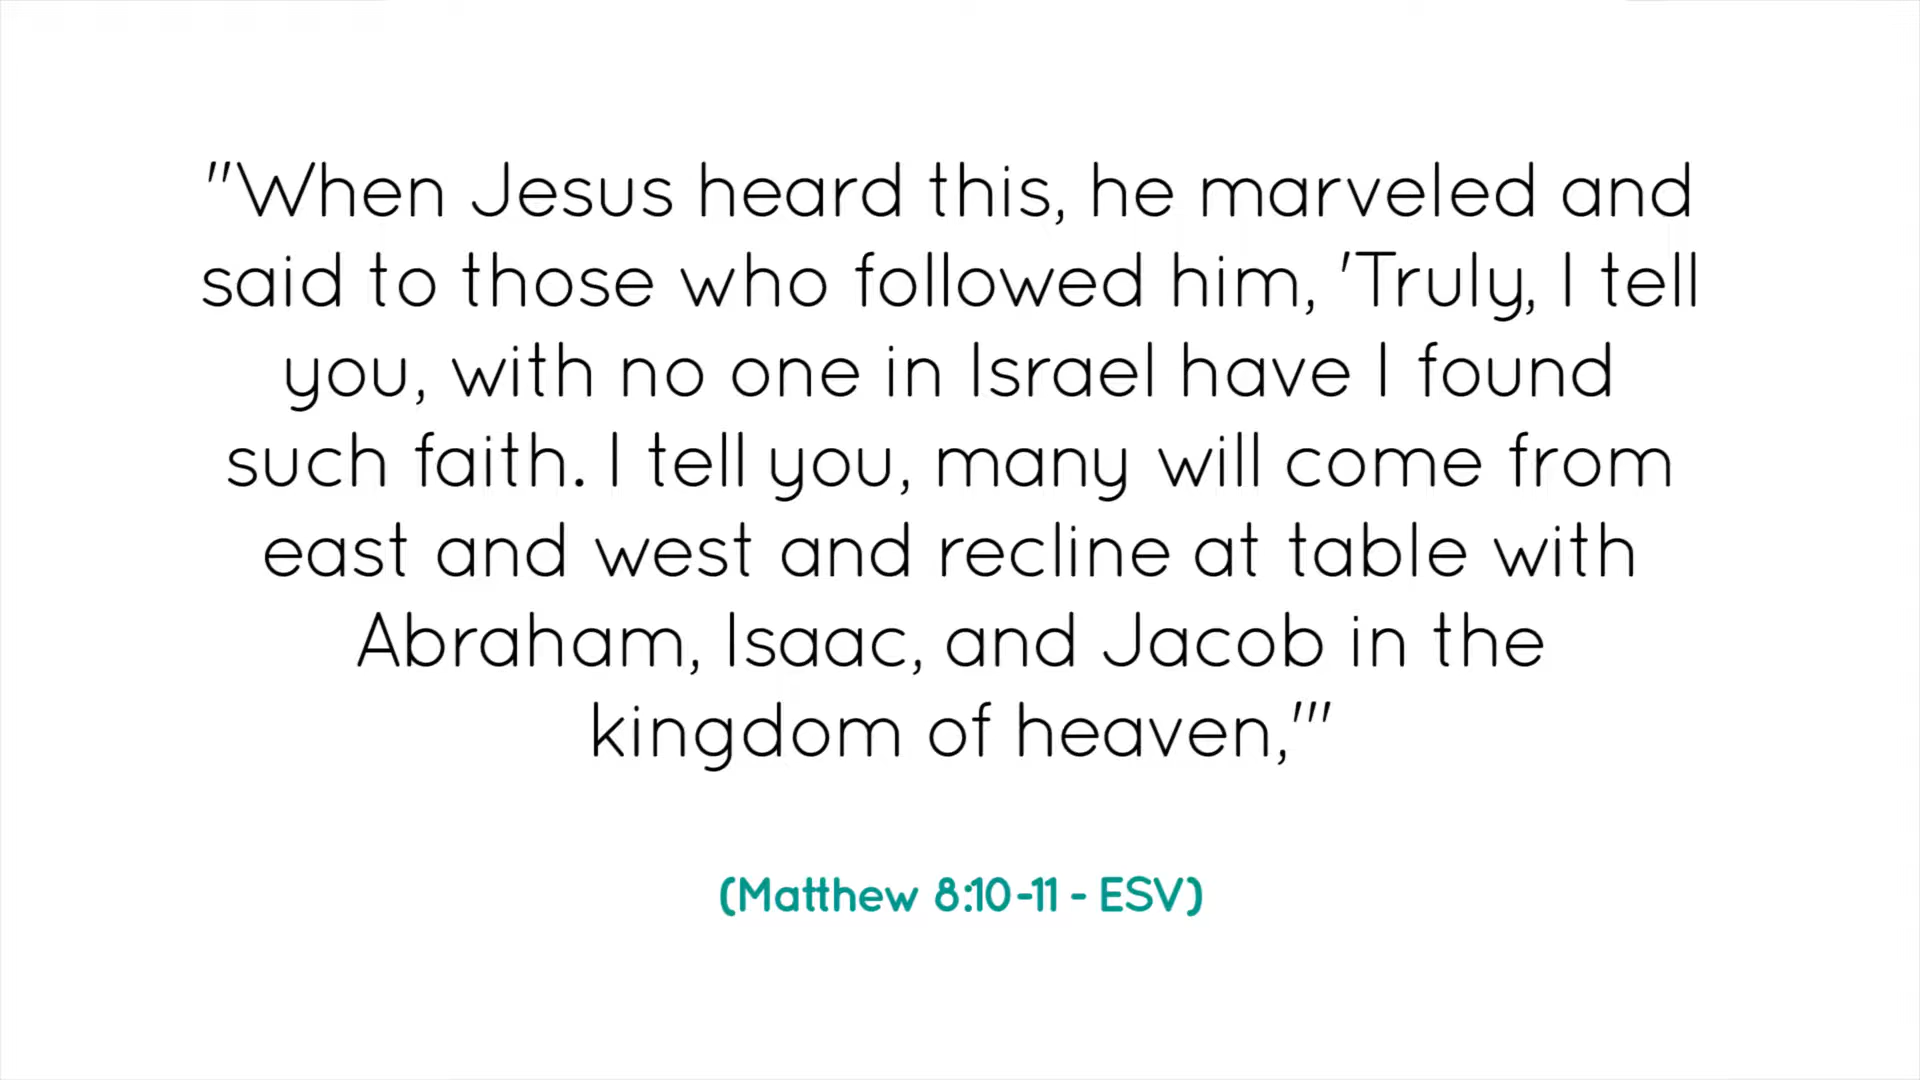 "When Jesus heard this, he marveled and
said to those who followed him, 'Truly, I tell
you, with no one in Israel have I found
such faith. I tell you, many will come from
east and west and recline at table with
Abraham, Isaac, and Jacob in the
kingdom of heaven,'"
(Matthew 8:10-11 - ESV)